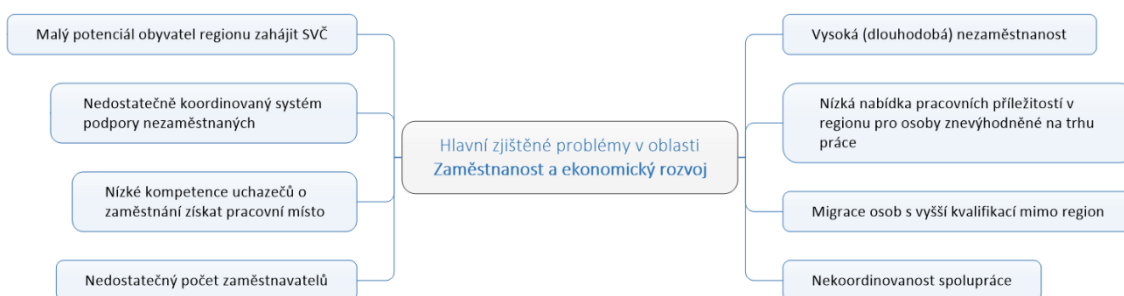 Malý potenciál obyvatel regionu zahájit SVČ
Nedostatečně koordinovaný systém
podpory nezaměstnaných
Nízké kompetence uchazečů o
zaměstnání získat pracovní místo
Nedostatečný počet zaměstnavatelů
Hlavní zjištěné problémy v oblasti
Zaměstnanost a ekonomický rozvoj
Vysoká (dlouhodobá) nezaměstnanost
Nízká nabídka pracovních příležitostí v
regionu pro osoby znevýhodněné na trhu
práce
Migrace osob s vyšší kvalifikací mimo region
Nekoordinovanost spolupráce